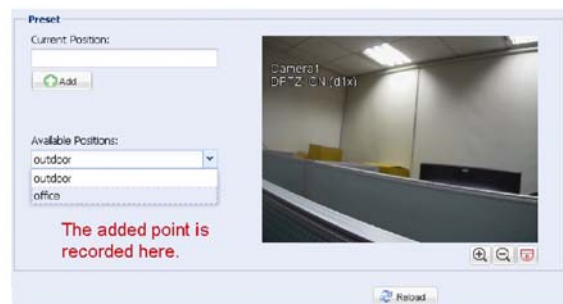 Preset
Current Position:
Add
Camera1
DPTZ: ON (d1x)
Available Positions:
outdoor
outdoor
office
The added point is
recorded here.
Reload